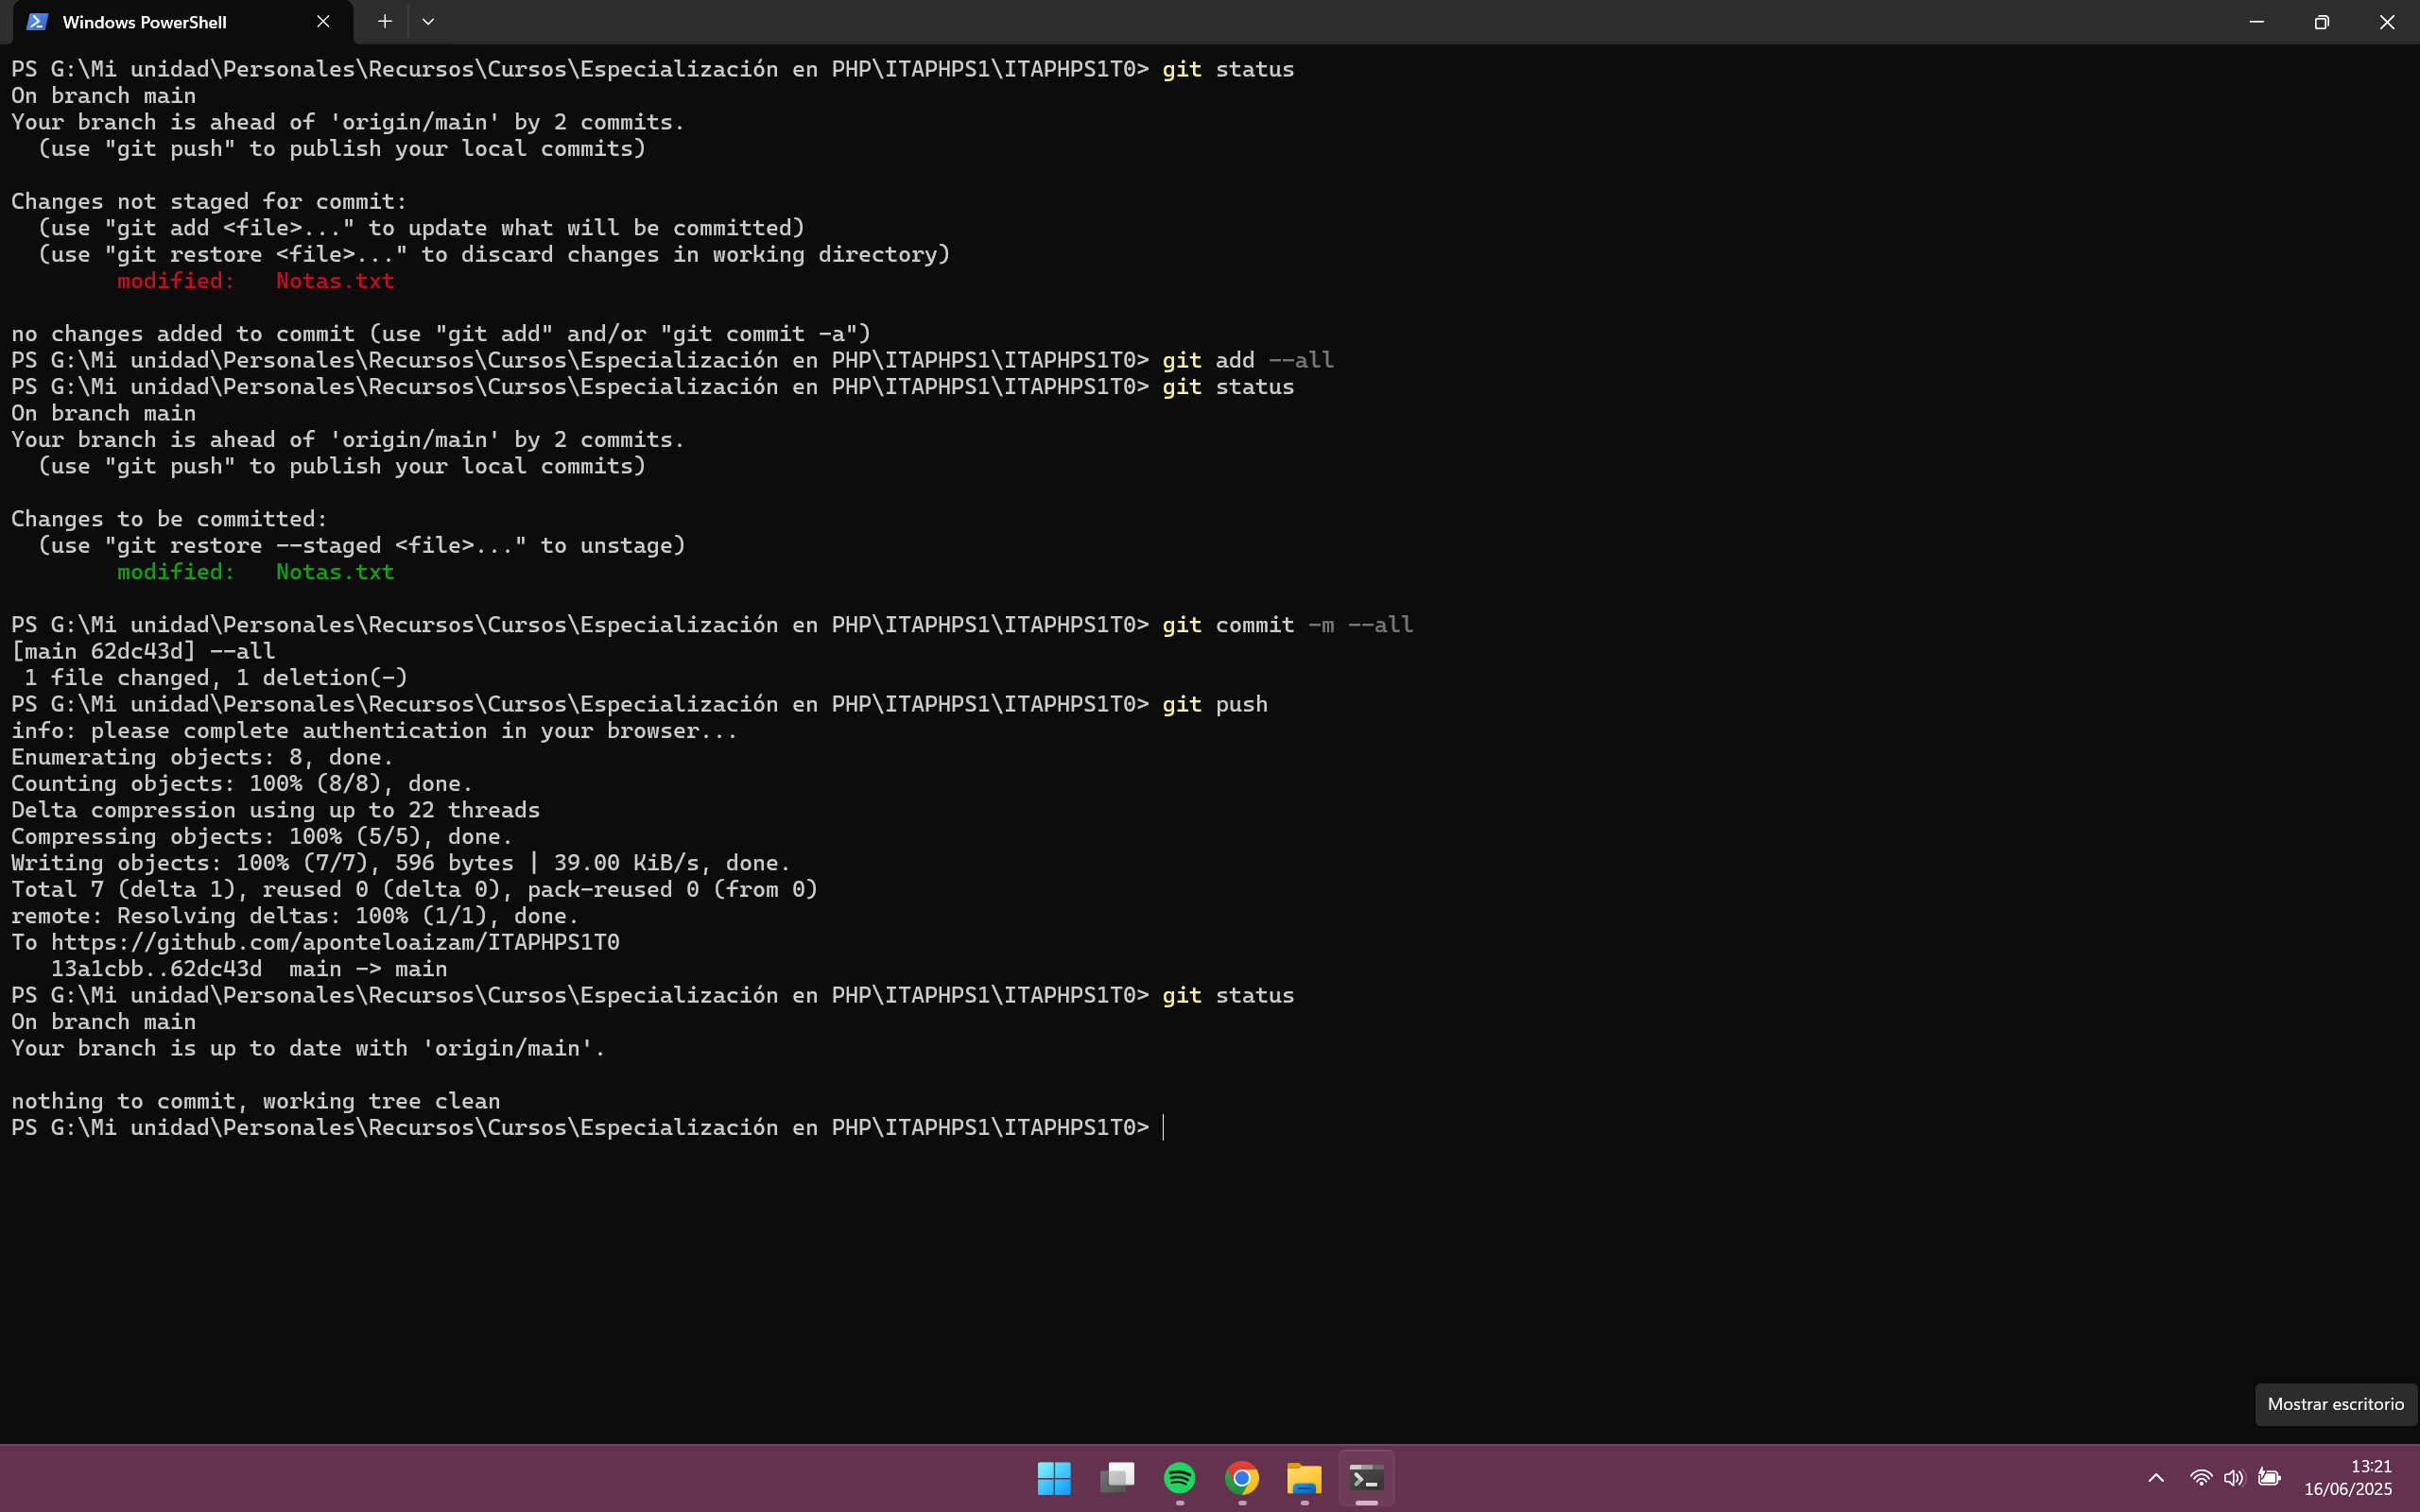 Windows PowerShell
PS G:\Mi unidad\Personales\Recursos\Cursos\Especialización en PHP\ITAPHPS1\ITAPHPS1T0> git status
On branch main
Your branch is ahead of 'origin/main' by 2 commits.
  (use "git push" to publish your local commits)
Changes not staged for commit:
  (use "git add <file>..." to update what will be committed)
  (use "git restore <file>..." to discard changes in working directory)
        modified:   Notas.txt
no changes added to commit (use "git add" and/or "git commit -a")
PS G:\Mi unidad\Personales\Recursos\Cursos\Especialización en PHP\ITAPHPS1\ITAPHPS1T0> git add --all
PS G:\Mi unidad\Personales\Recursos\Cursos\Especialización en PHP\ITAPHPS1\ITAPHPS1T0> git status
On branch main
Your branch is ahead of 'origin/main' by 2 commits.
  (use "git push" to publish your local commits)
Changes to be committed:
  (use "git restore --staged <file>..." to unstage)
        modified:   Notas.txt
PS G:\Mi unidad\Personales\Recursos\Cursos\Especialización en PHP\ITAPHPS1\ITAPHPS1T0> git commit -m --all
[main 62dc43d] --all
 1 file changed, 1 deletion(-)
PS G:\Mi unidad\Personales\Recursos\Cursos\Especialización en PHP\ITAPHPS1\ITAPHPS1T0> git push
info: please complete authentication in your browser...
Enumerating objects: 8, done.
Counting objects: 100% (8/8), done.
Delta compression using up to 22 threads
Compressing objects: 100% (5/5), done.
Writing objects: 100% (7/7), 596 bytes | 39.00 KiB/s, done.
Total 7 (delta 1), reused 0 (delta 0), pack-reused 0 (from 0)
remote: Resolving deltas: 100% (1/1), done.
To https://github.com/aponteloaizam/ITAPHPS1T0
   13a1cbb..62dc43d  main -> main
PS G:\Mi unidad\Personales\Recursos\Cursos\Especialización en PHP\ITAPHPS1\ITAPHPS1T0> git status
On branch main
Your branch is up to date with 'origin/main'.
nothing to commit, working tree clean
PS G:\Mi unidad\Personales\Recursos\Cursos\Especialización en PHP\ITAPHPS1\ITAPHPS1T0>
Mostrar escritorio
13:21
16/06/2025